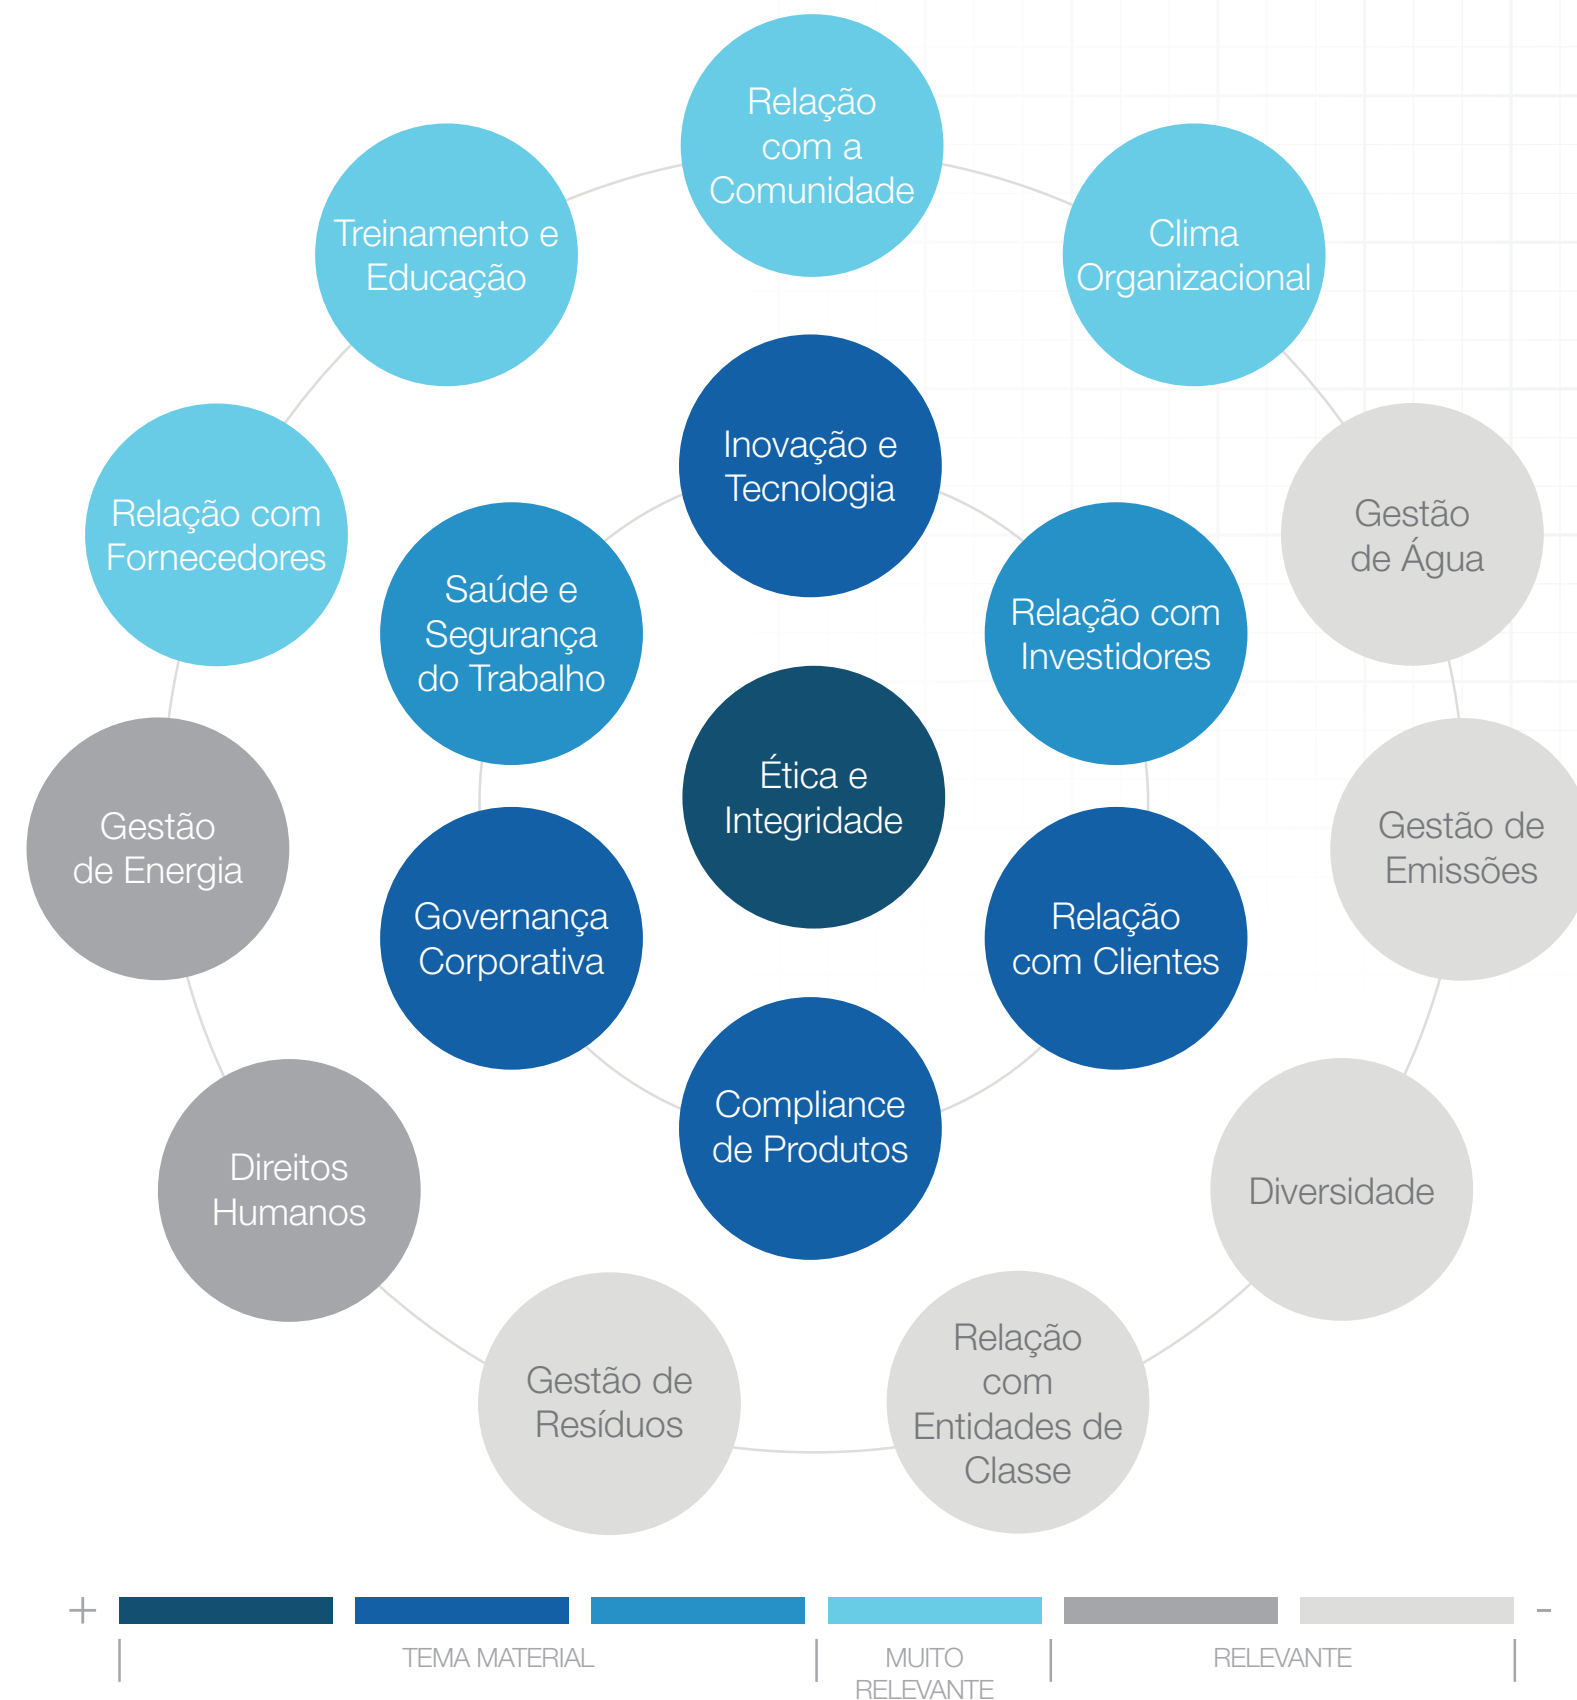 Relação
com a
Comunidade
Treinamento e
Educação
Clima
Organizacional
Inovação e
Tecnologia
Relação com
Fornecedores
Gestão
de Água
Saúde e
Segurança
do Trabalho
Relação com
Investidores
Ética e
Integridade
Gestão
de Energia
Gestão de
Emissões
Governança
Corporativa
Relação
com Clientes
Compliance
de Produtos
Direitos
Humanos
Diversidade
Gestão de
Resíduos
Relação
com
Entidades de
Classe
+ -
TEMA MATERIAL
MUITO
RELEVANTE
RELEVANTE